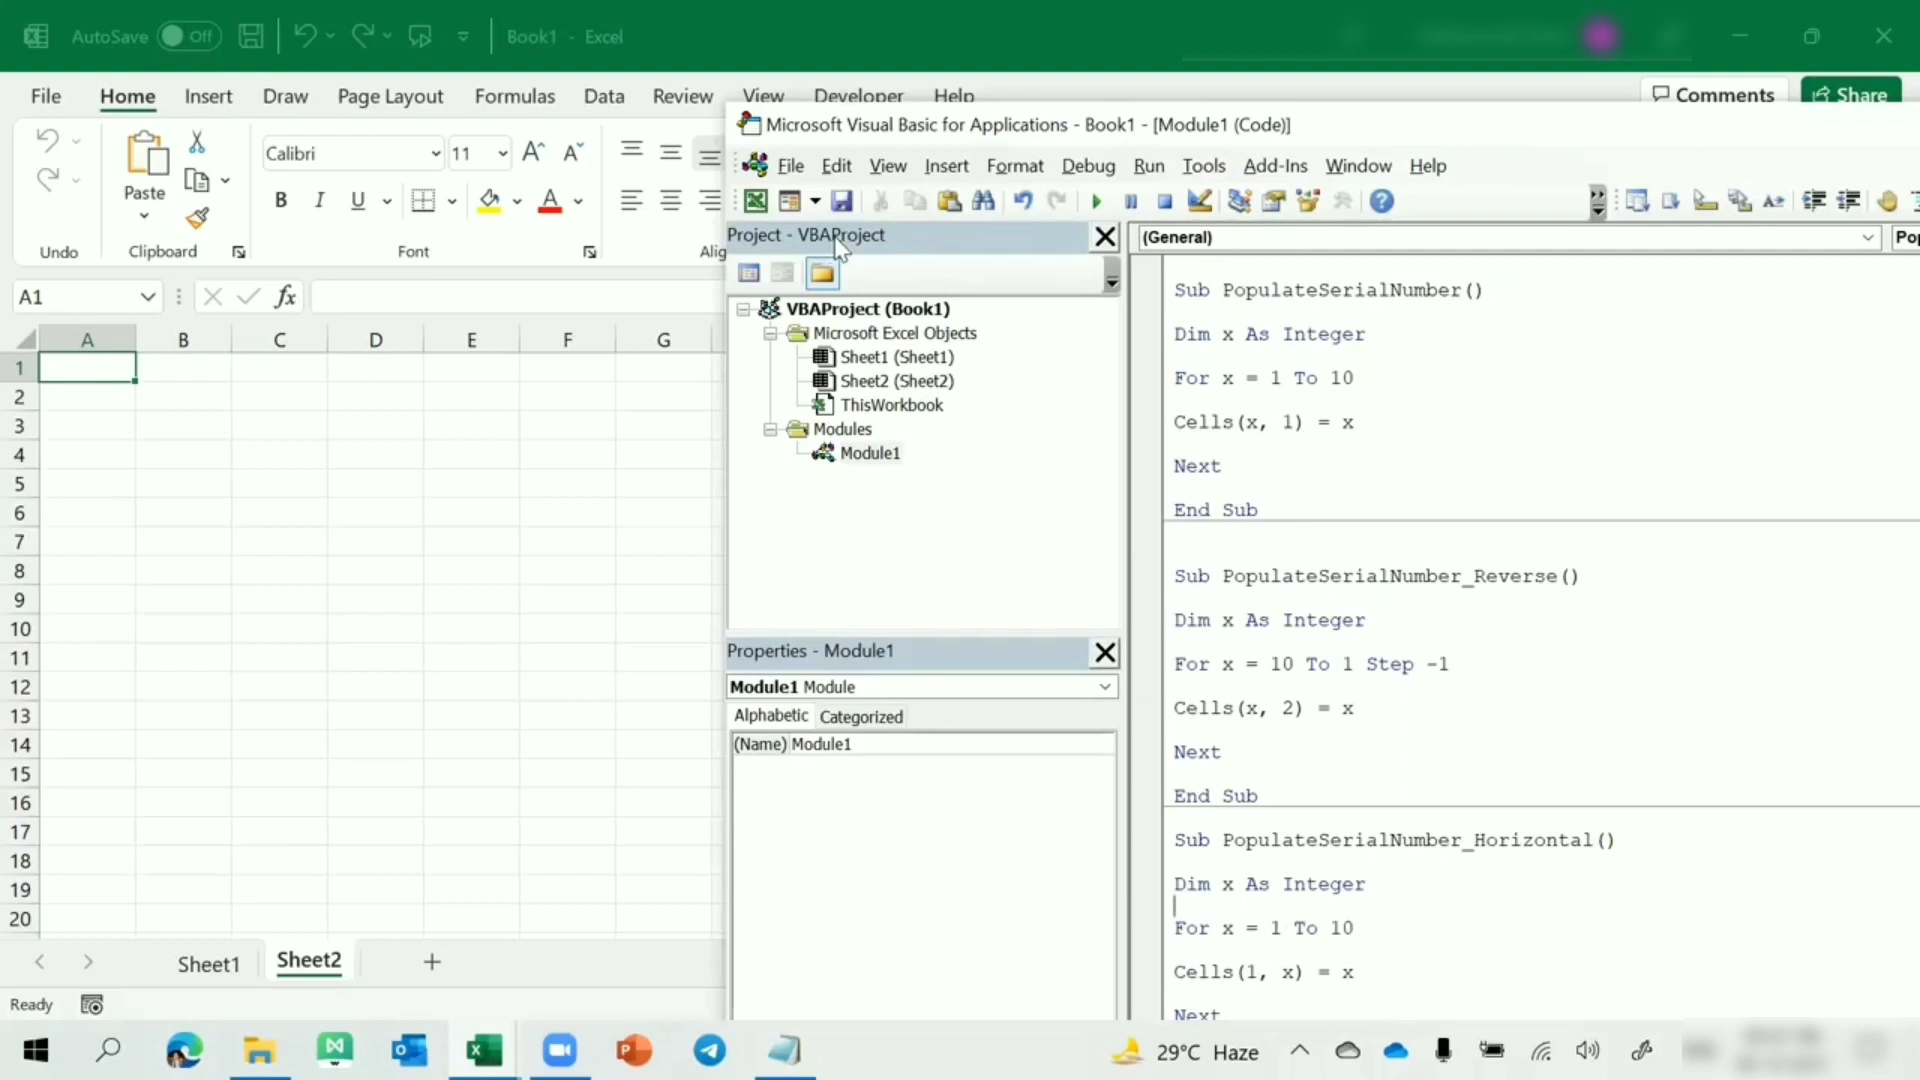 AutoSave Off Book1 - Excel
File Home Insert Draw Page Layout Formulas Data Review View Developer Help
Comments Share
Paste
Calibri 11
B I U
Undo Clipboard Font
A1 fx
A B C D E F G
1
2
3
4
5
6
7
8
9
10
11
12
13
14
15
16
17
18
19
20
Sheet1 Sheet2
Ready
Microsoft Visual Basic for Applications - Book1 - [Module1 (Code)]
File Edit View Insert Format Debug Run Tools Add-Ins Window Help
Project - VBAProject
VBAProject (Book1)
Microsoft Excel Objects
Sheet1 (Sheet1)
Sheet2 (Sheet2)
ThisWorkbook
Modules
Module1
Properties - Module1
Module1 Module
Alphabetic Categorized
(Name) Module1
(General)
Sub PopulateSerialNumber()
Dim x As Integer
For x = 1 To 10
Cells(x, 1) = x
Next
End Sub
Sub PopulateSerialNumber_Reverse()
Dim x As Integer
For x = 10 To 1 Step -1
Cells(x, 2) = x
Next
End Sub
Sub PopulateSerialNumber_Horizontal()
Dim x As Integer
For x = 1 To 10
Cells(1, x) = x
Next
29°C Haze